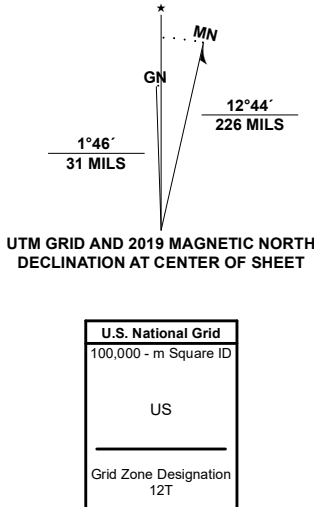 MN
GN
12°44´
226 MILS
1°46´
31 MILS
UTM GRID AND 2019 MAGNETIC NORTH
DECLINATION AT CENTER OF SHEET
U.S. National Grid
100,000 - m Square ID
US
Grid Zone Designation
12T